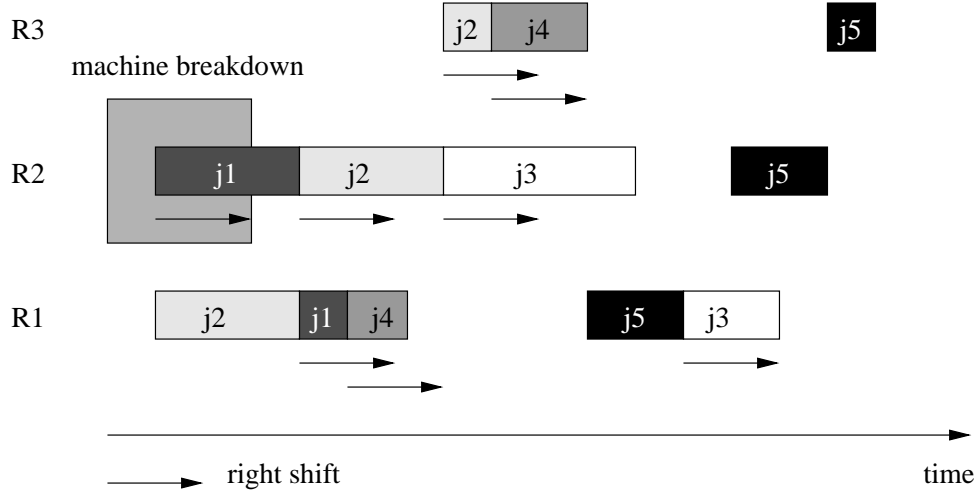 R3 j2 j4 j5
machine breakdown
R2 j1 j2 j3 j5
R1 j2 j1 j4 j5 j3
right shift time